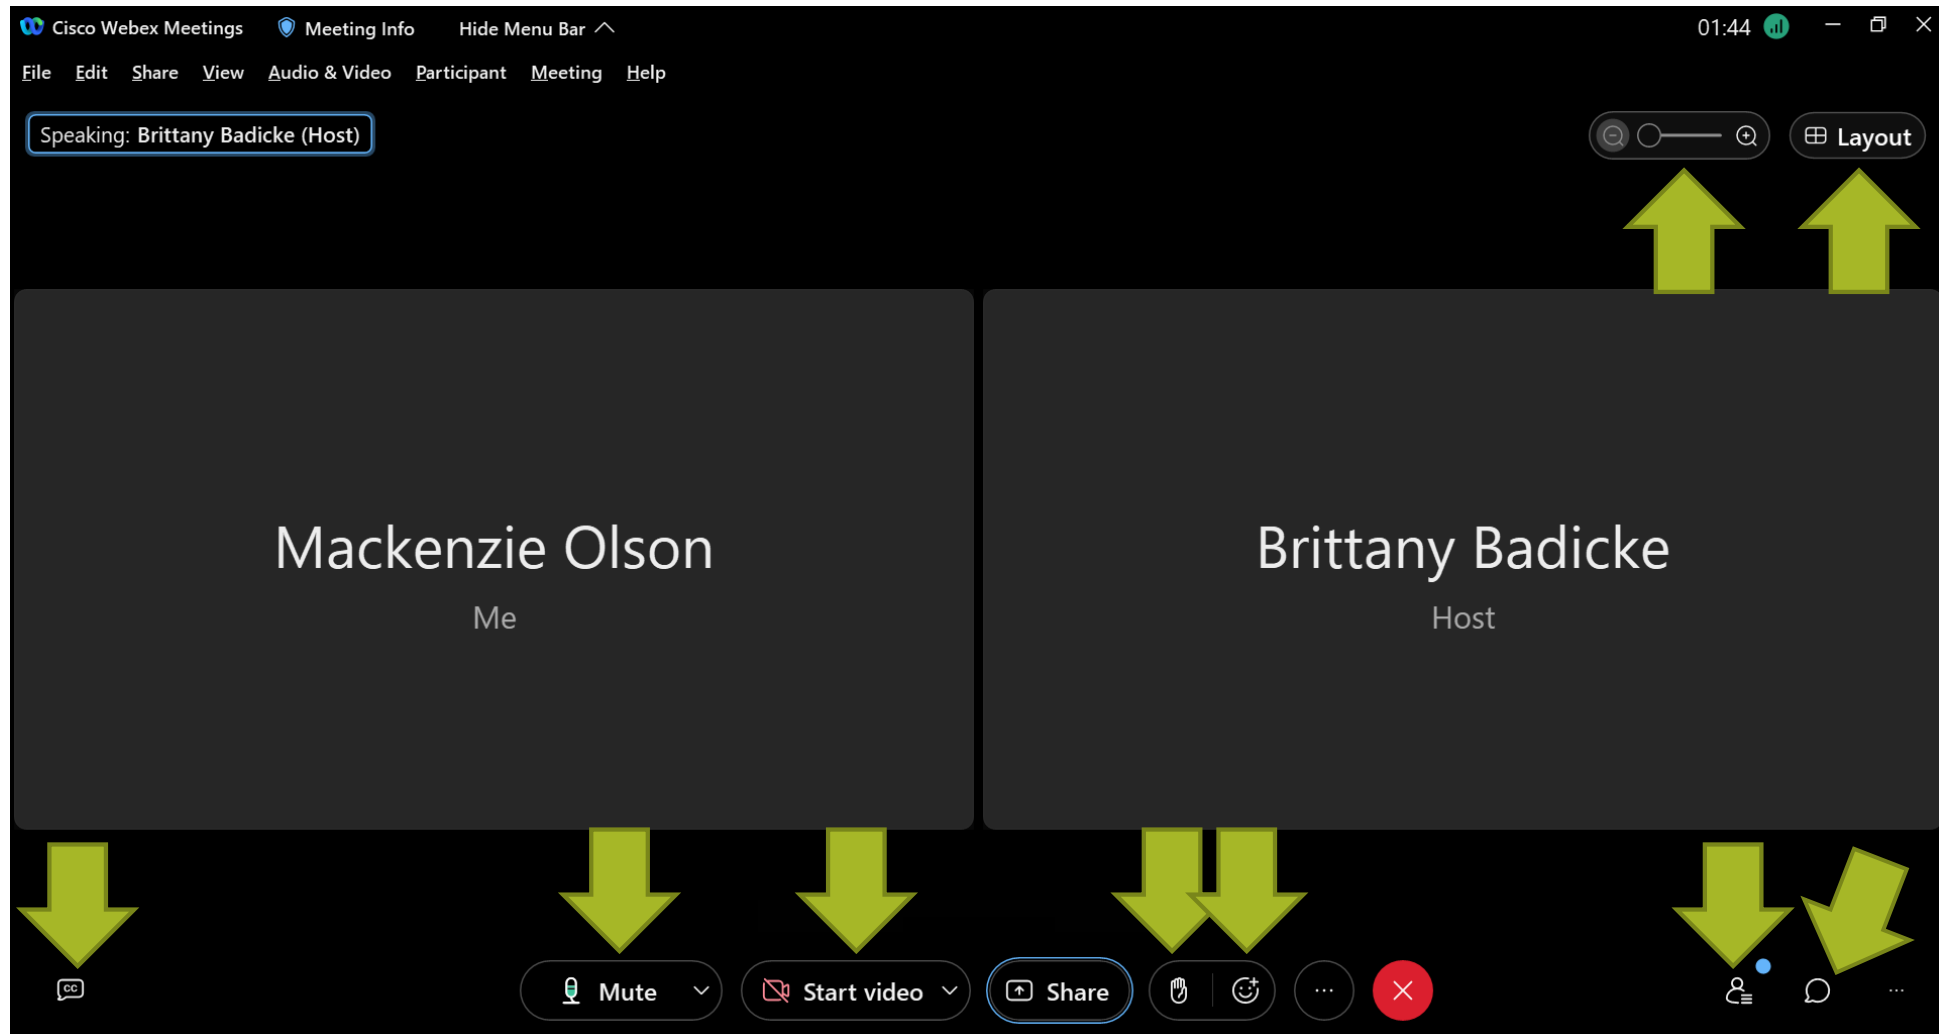 Cisco Webex Meetings Meeting Info Hide Menu Bar 01:44
File Edit Share View Audio & Video Participant Meeting Help
Speaking: Brittany Badicke (Host) Layout
Mackenzie Olson Brittany Badicke
Me Host
CC Mute Start video Share